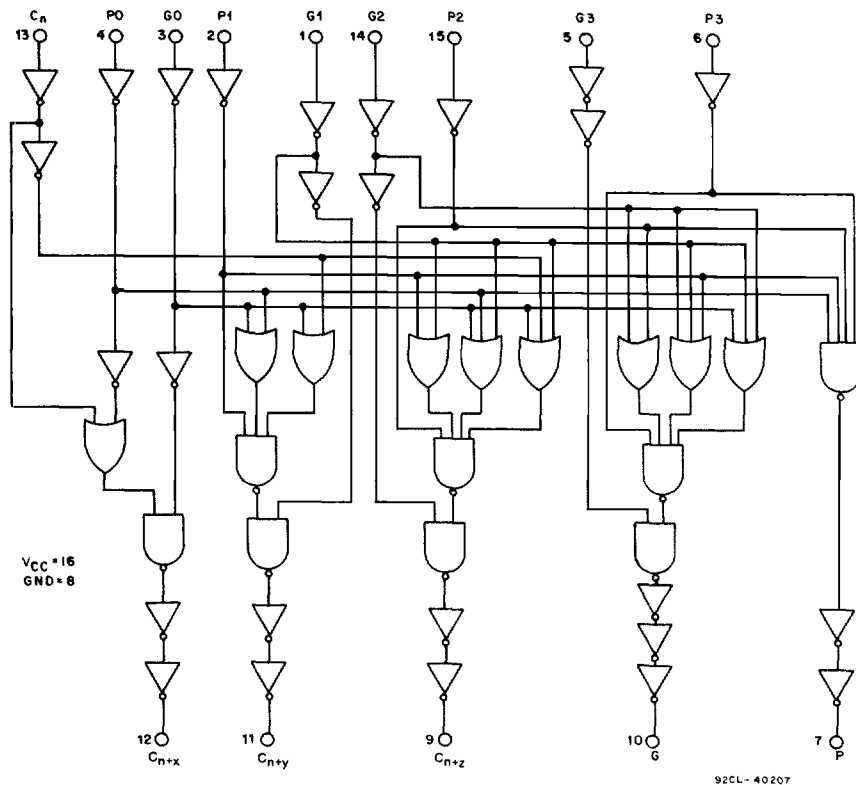 Cn P0 G0 P1 G1 G2 P2 G3 P3
13 4 3 2 1 14 15 5 6
VCC = 16
GND = 8
12 11 9 10 7
Cn+x Cn+y Cn+z G P
92CL-40207